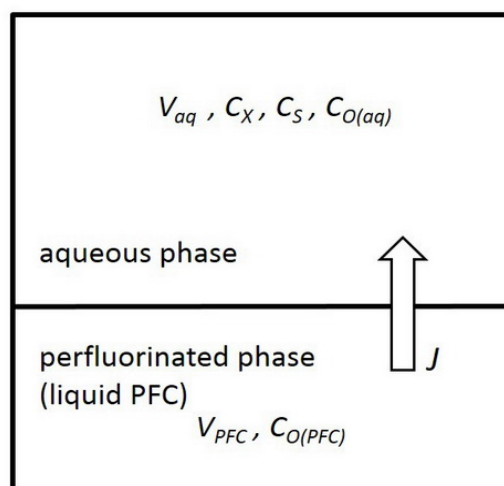 V_aq , C_X , C_S , C_O(aq)
aqueous phase
perfluorinated phase
(liquid PFC)
J
V_PFC , C_O(PFC)